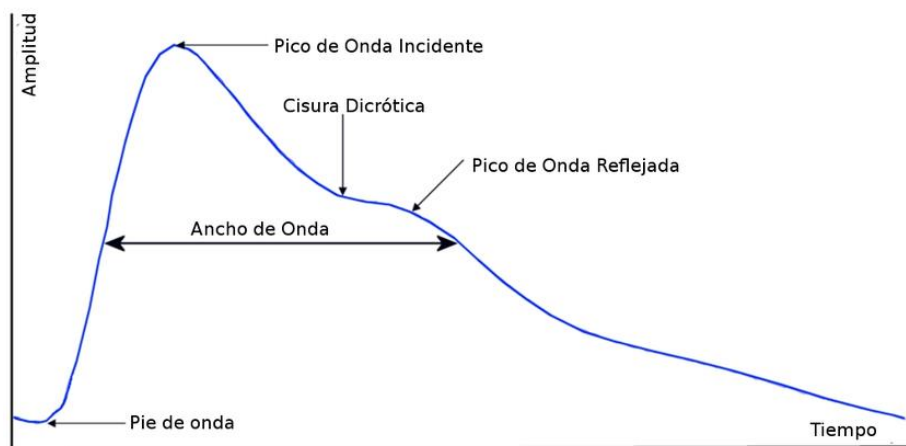 Amplitud
Pico de Onda Incidente
Cisura Dicrótica
Pico de Onda Reflejada
Ancho de Onda
Pie de onda
Tiempo